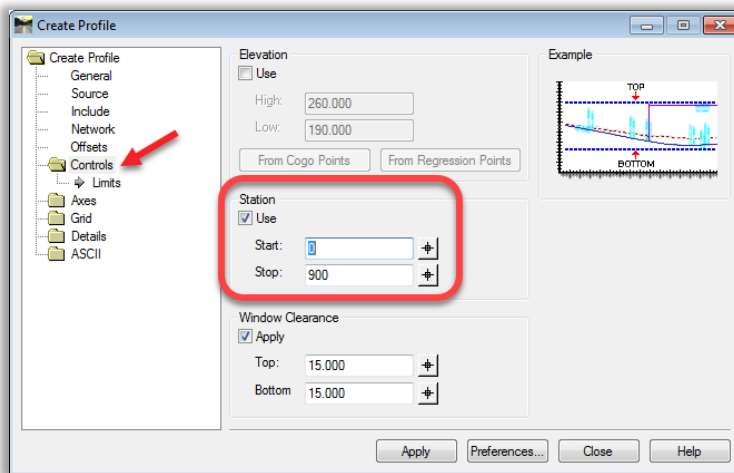 Create Profile
Create Profile
General
Source
Include
Network
Offsets
Controls
Limits
Axes
Grid
Details
ASCII
Elevation
Use
High: 260.000
Low: 190.000
From Cogo Points From Regression Points
Station
Use
Start: 0
Stop: 900
Window Clearance
Apply
Top: 15.000
Bottom 15.000
Example
TOP
BOTTOM
Apply Preferences... Close Help